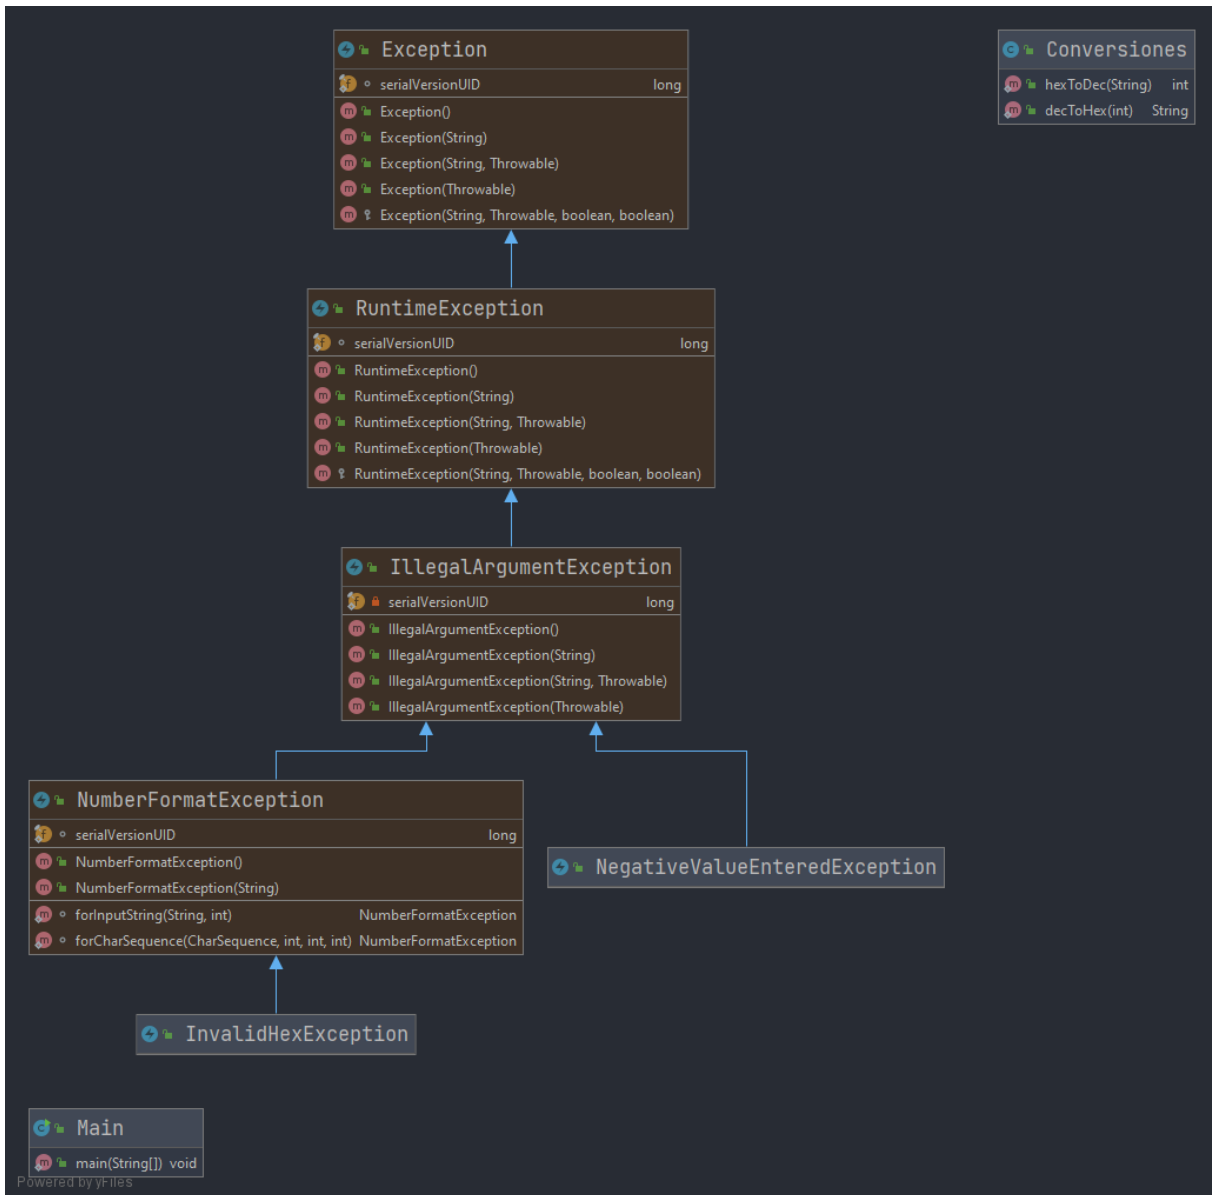 Exception
serialVersionUID long
Exception()
Exception(String)
Exception(String, Throwable)
Exception(Throwable)
Exception(String, Throwable, boolean, boolean)
Conversiones
hexToDec(String) int
decToHex(int) String
RuntimeException
serialVersionUID long
RuntimeException()
RuntimeException(String)
RuntimeException(String, Throwable)
RuntimeException(Throwable)
RuntimeException(String, Throwable, boolean, boolean)
IllegalArgumentException
serialVersionUID long
IllegalArgumentException()
IllegalArgumentException(String)
IllegalArgumentException(String, Throwable)
IllegalArgumentException(Throwable)
NumberFormatException
serialVersionUID long
NumberFormatException()
NumberFormatException(String)
forInputString(String, int) NumberFormatException
forCharSequence(CharSequence, int, int, int) NumberFormatException
NegativeValueEnteredException
InvalidHexException
Main
main(String[]) void
Powered by yFiles